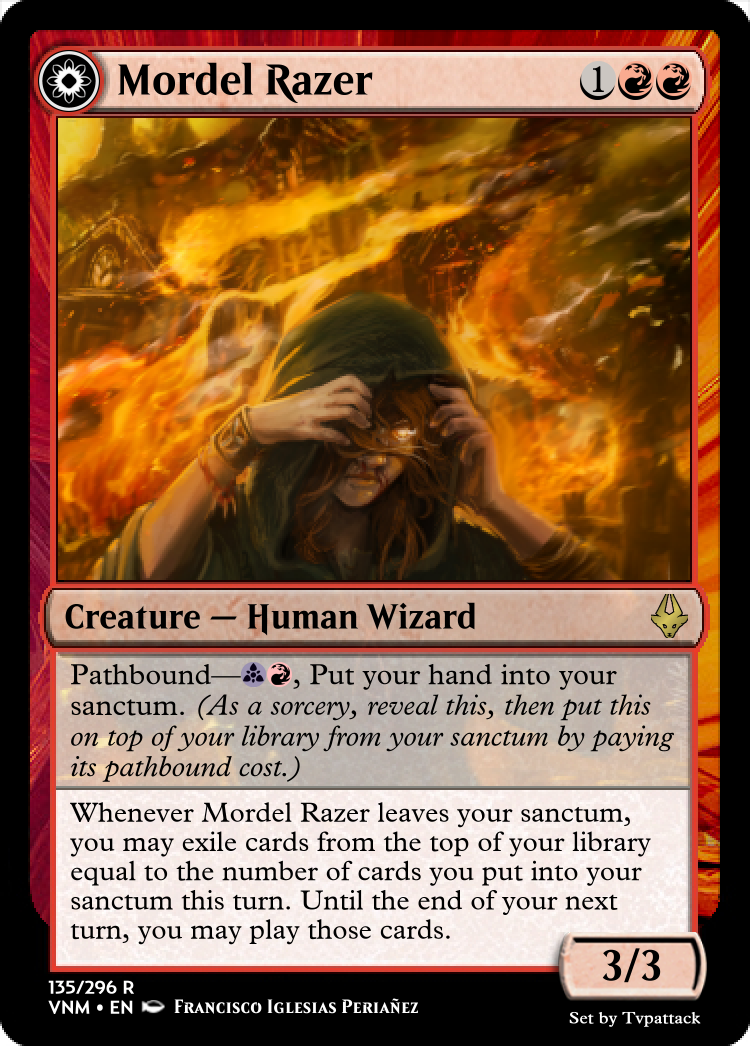 Mordel Razer 1
Creature — Human Wizard
Pathbound—, Put your hand into your
sanctum. (As a sorcery, reveal this, then put this
on top of your library from your sanctum by paying
its pathbound cost.)
Whenever Mordel Razer leaves your sanctum,
you may exile cards from the top of your library
equal to the number of cards you put into your
sanctum this turn. Until the end of your next
turn, you may play those cards.
3/3
135/296 R
VNM • EN Francisco Iglesias Periañez
Set by Tvpattack